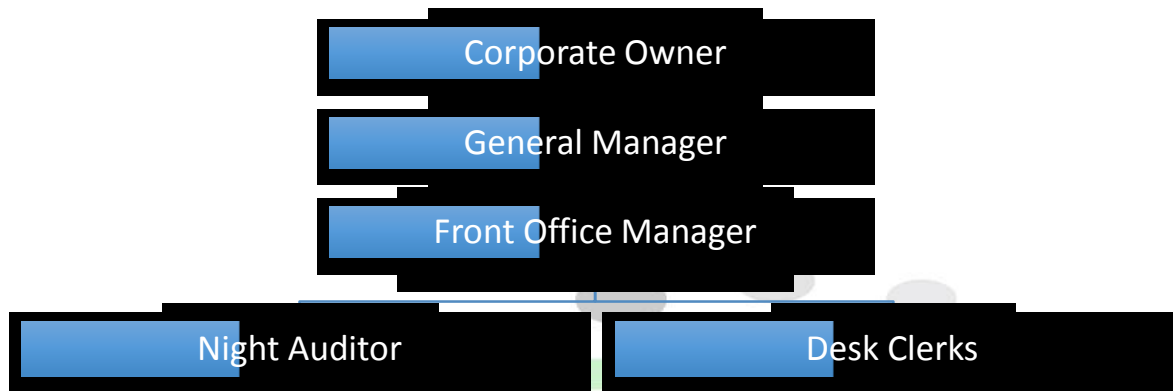 Corporate Owner
General Manager
Front Office Manager
Night Auditor
Desk Clerks